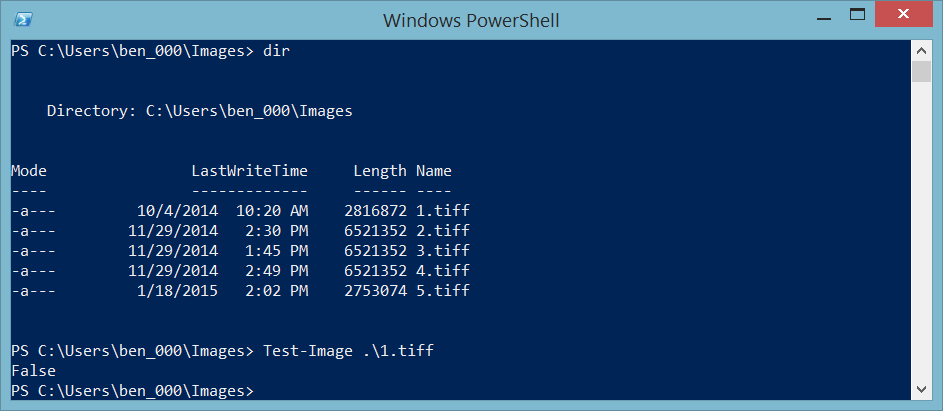 Windows PowerShell
PS C:\Users\ben_000\Images> dir
Directory: C:\Users\ben_000\Images
Mode LastWriteTime Length Name
---- ------------- ------ ----
-a--- 10/4/2014 10:20 AM 2816872 1.tiff
-a--- 11/29/2014 2:30 PM 6521352 2.tiff
-a--- 11/29/2014 1:45 PM 6521352 3.tiff
-a--- 11/29/2014 2:49 PM 6521352 4.tiff
-a--- 1/18/2015 2:02 PM 2753074 5.tiff
PS C:\Users\ben_000\Images> Test-Image .\1.tiff
False
PS C:\Users\ben_000\Images>